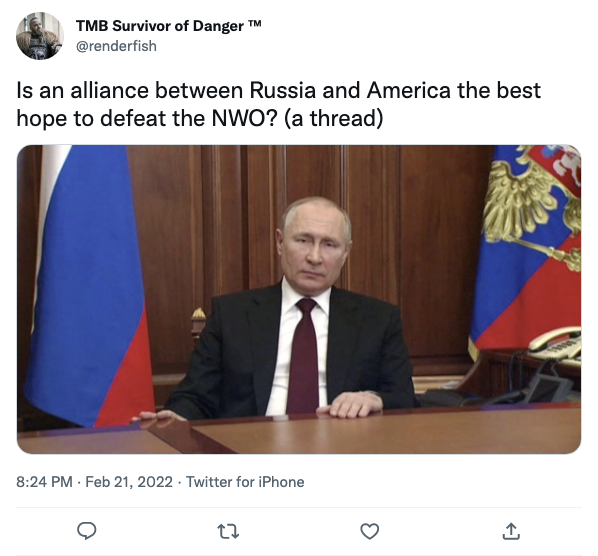 TMB Survivor of Danger ™
@renderfish
Is an alliance between Russia and America the best
hope to defeat the NWO? (a thread)
8:24 PM · Feb 21, 2022 · Twitter for iPhone